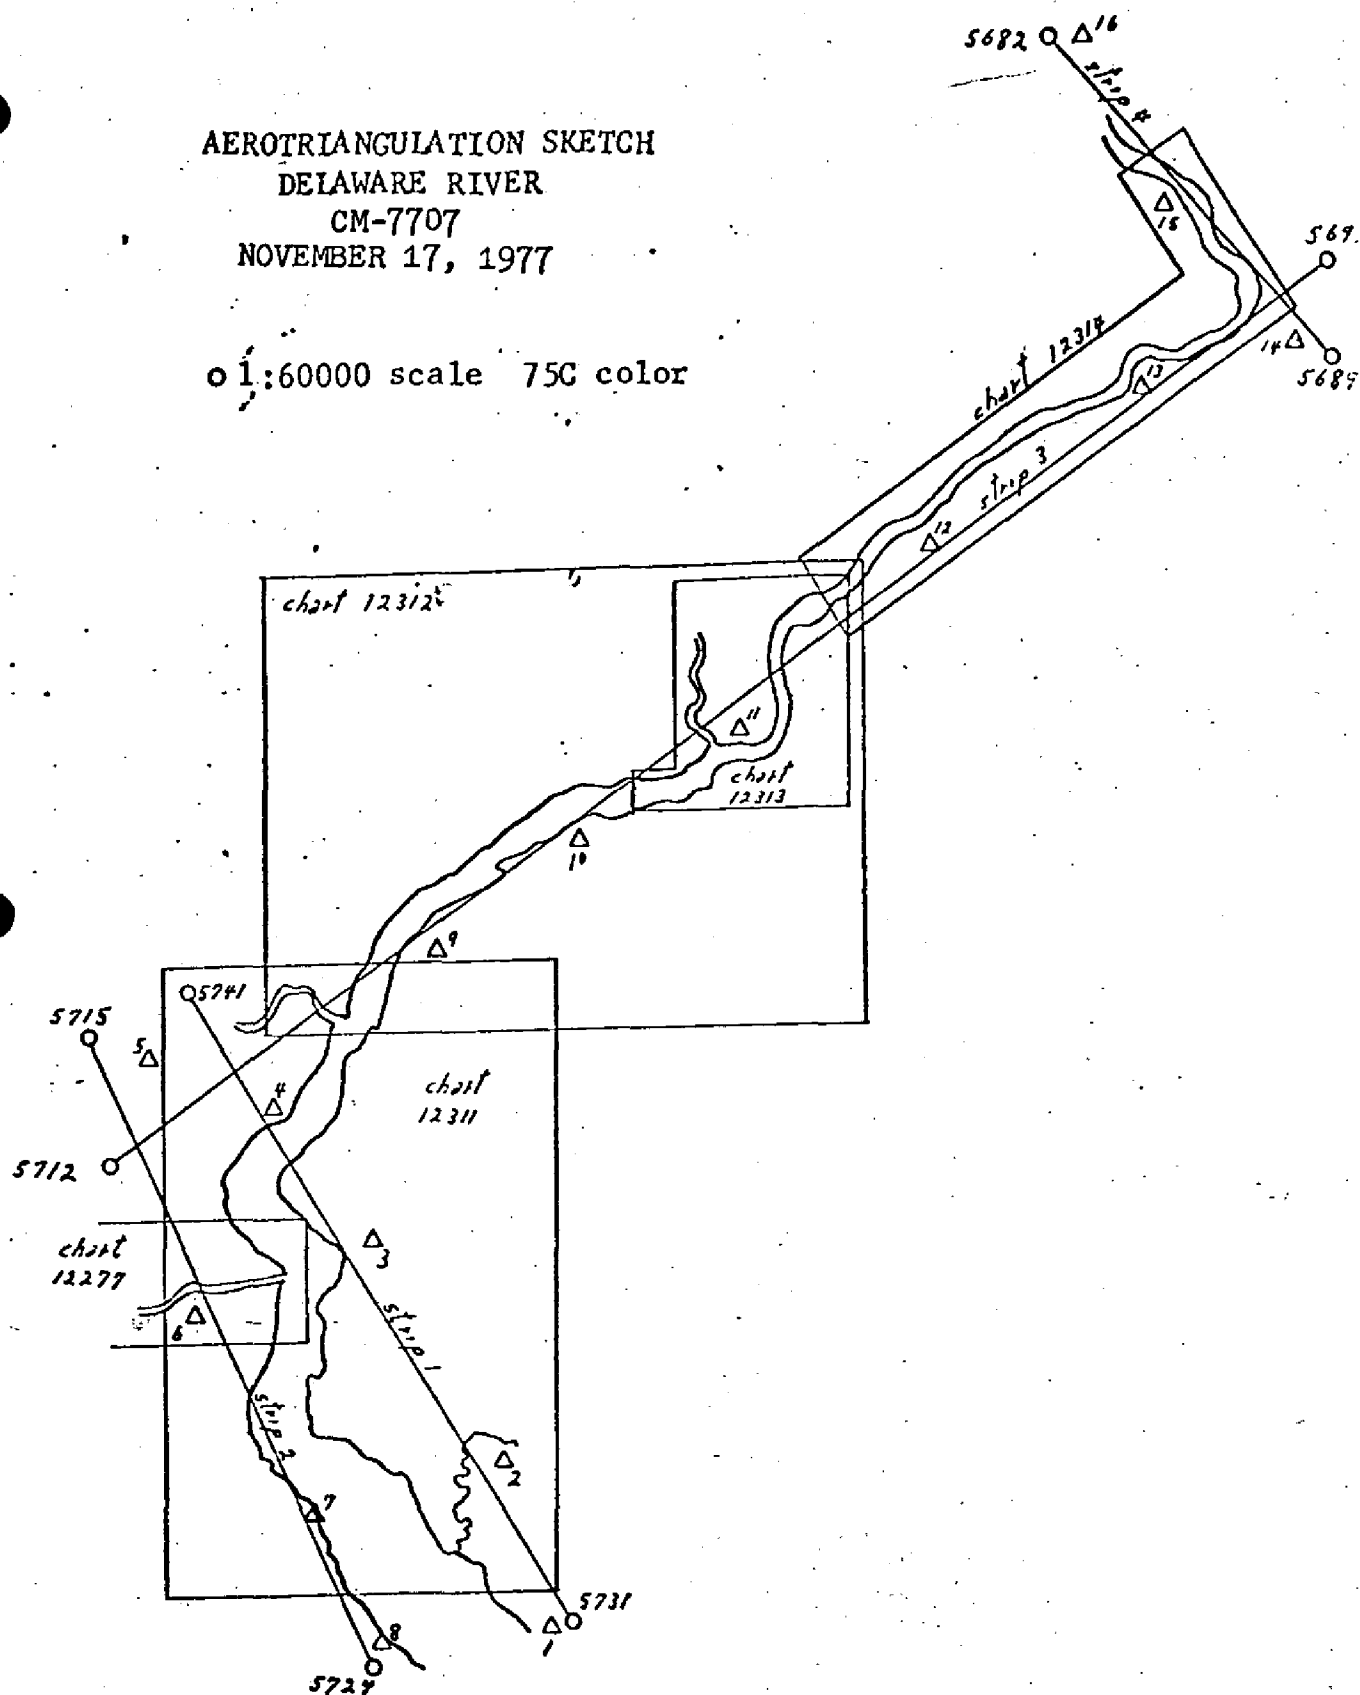 5682
16
strip 4
AEROTRIANGULATION SKETCH
DELAWARE RIVER
CM-7707
NOVEMBER 17, 1977
15
569
1:60000 scale 75C color
14
5689
chart 12314
13
strip 3
12
chart 12312
11
chart
12313
10
9
5741
5715
5
4
chart
12311
5712
3
chart
12277
6
strip 1
strip 2
2
7
5731
1
8
5724